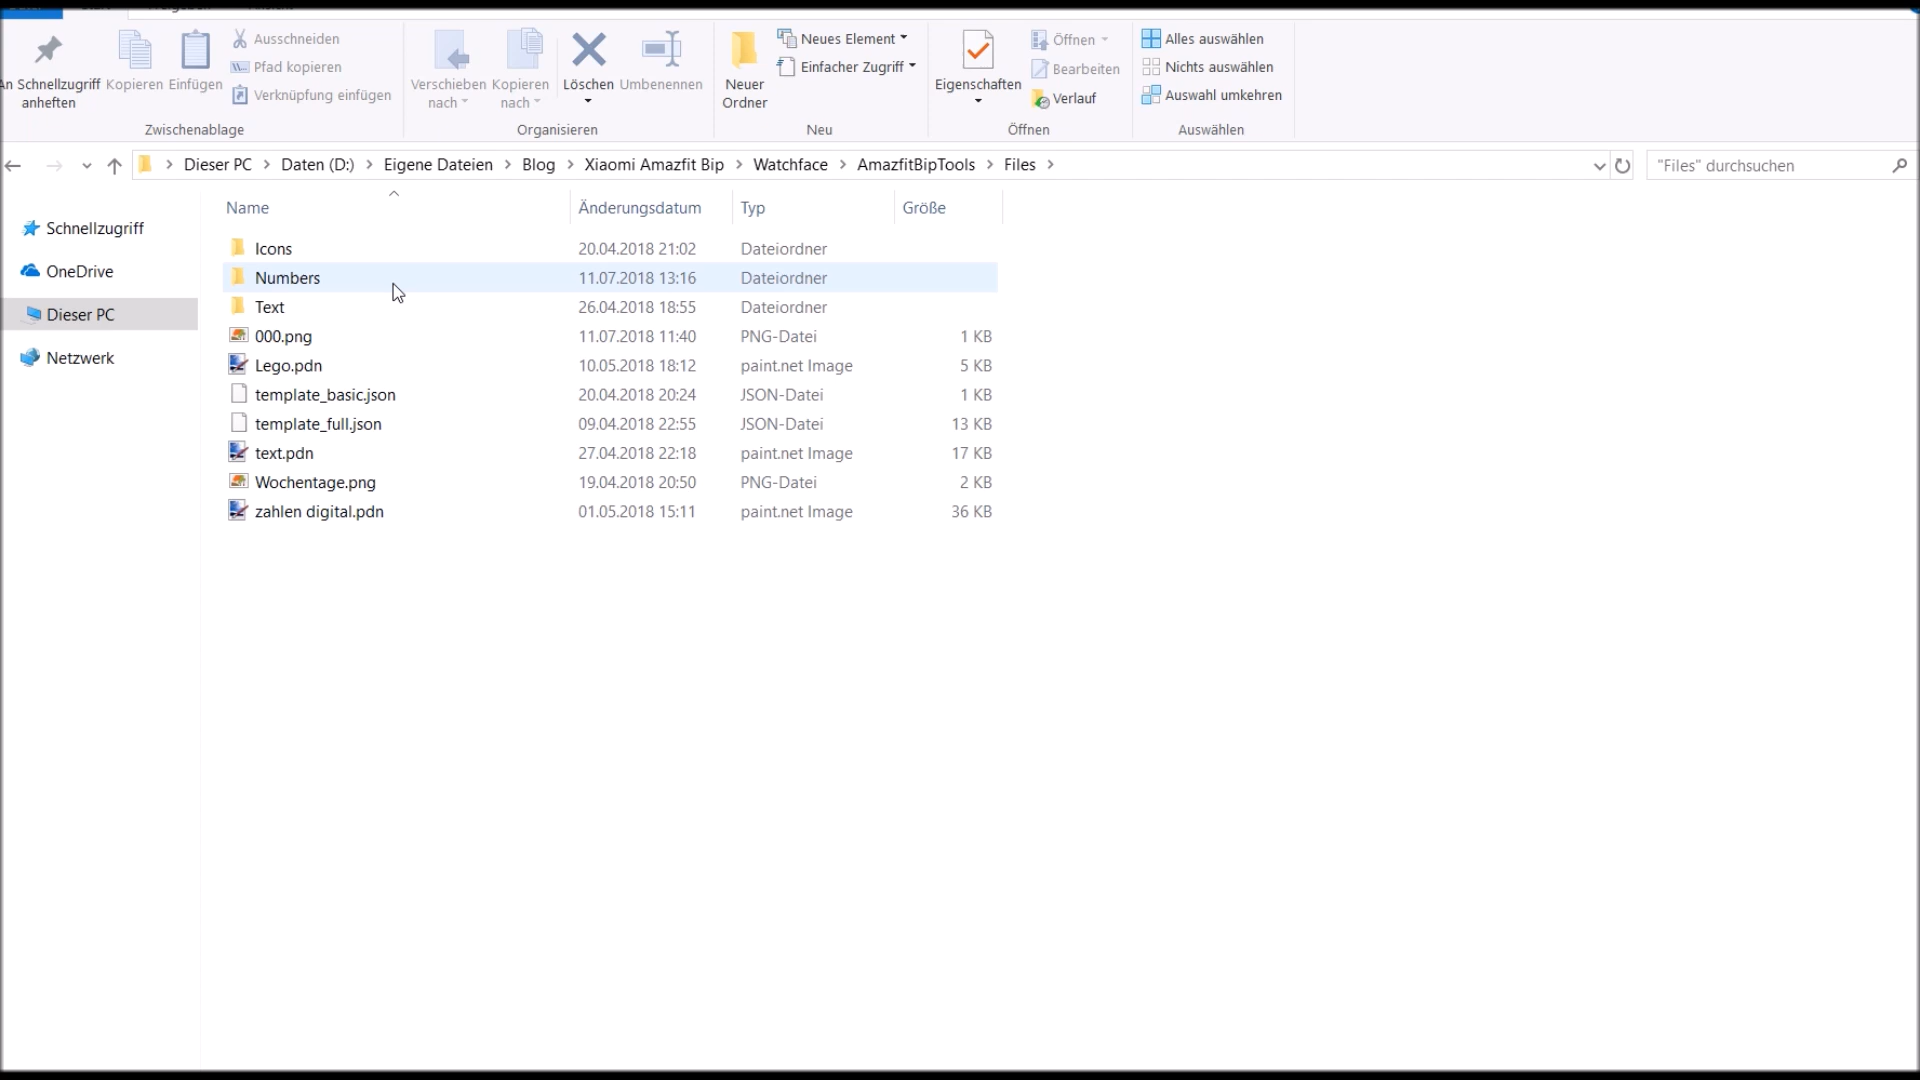 Ausschneiden
Pfad kopieren
Verknüpfung einfügen
An Schnellzugriff anheften
Kopieren
Einfügen
Zwischenablage
Verschieben nach
Kopieren nach
Löschen
Umbenennen
Organisieren
Neuer Ordner
Neues Element
Einfacher Zugriff
Neu
Eigenschaften
Öffnen
Bearbeiten
Verlauf
Öffnen
Alles auswählen
Nichts auswählen
Auswahl umkehren
Auswählen
Dieser PC > Daten (D:) > Eigene Dateien > Blog > Xiaomi Amazfit Bip > Watchface > AmazfitBipTools > Files >
"Files" durchsuchen
Schnellzugriff
OneDrive
Dieser PC
Netzwerk
Name Änderungsdatum Typ Größe
Icons 20.04.2018 21:02 Dateiordner
Numbers 11.07.2018 13:16 Dateiordner
Text 26.04.2018 18:55 Dateiordner
000.png 11.07.2018 11:40 PNG-Datei 1 KB
Lego.pdn 10.05.2018 18:12 paint.net Image 5 KB
template_basic.json 20.04.2018 20:24 JSON-Datei 1 KB
template_full.json 09.04.2018 22:55 JSON-Datei 13 KB
text.pdn 27.04.2018 22:18 paint.net Image 17 KB
Wochentage.png 19.04.2018 20:50 PNG-Datei 2 KB
zahlen digital.pdn 01.05.2018 15:11 paint.net Image 36 KB